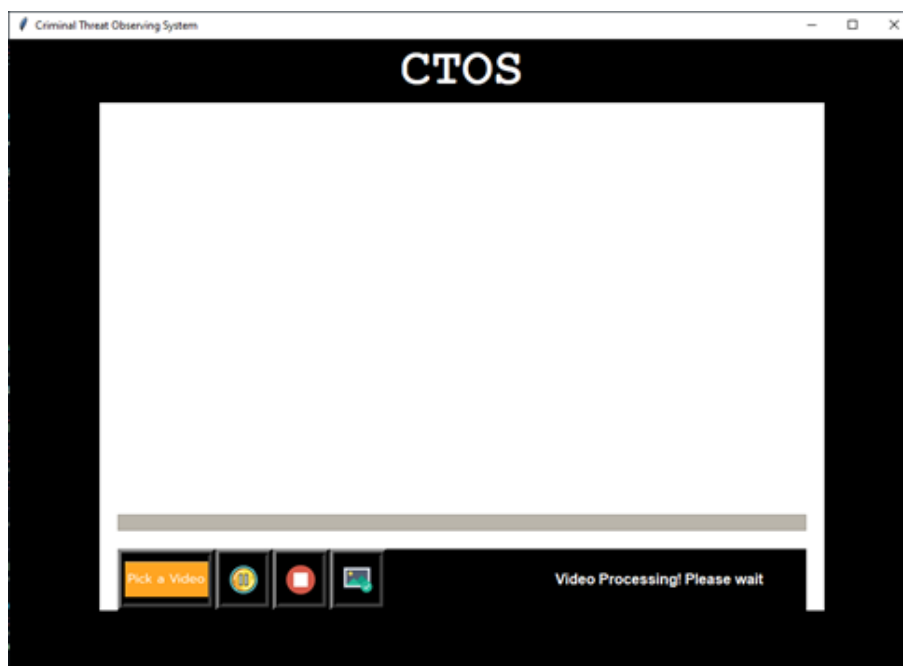 Criminal Threat Observing System
CTOS
Pick a Video
Video Processing! Please wait